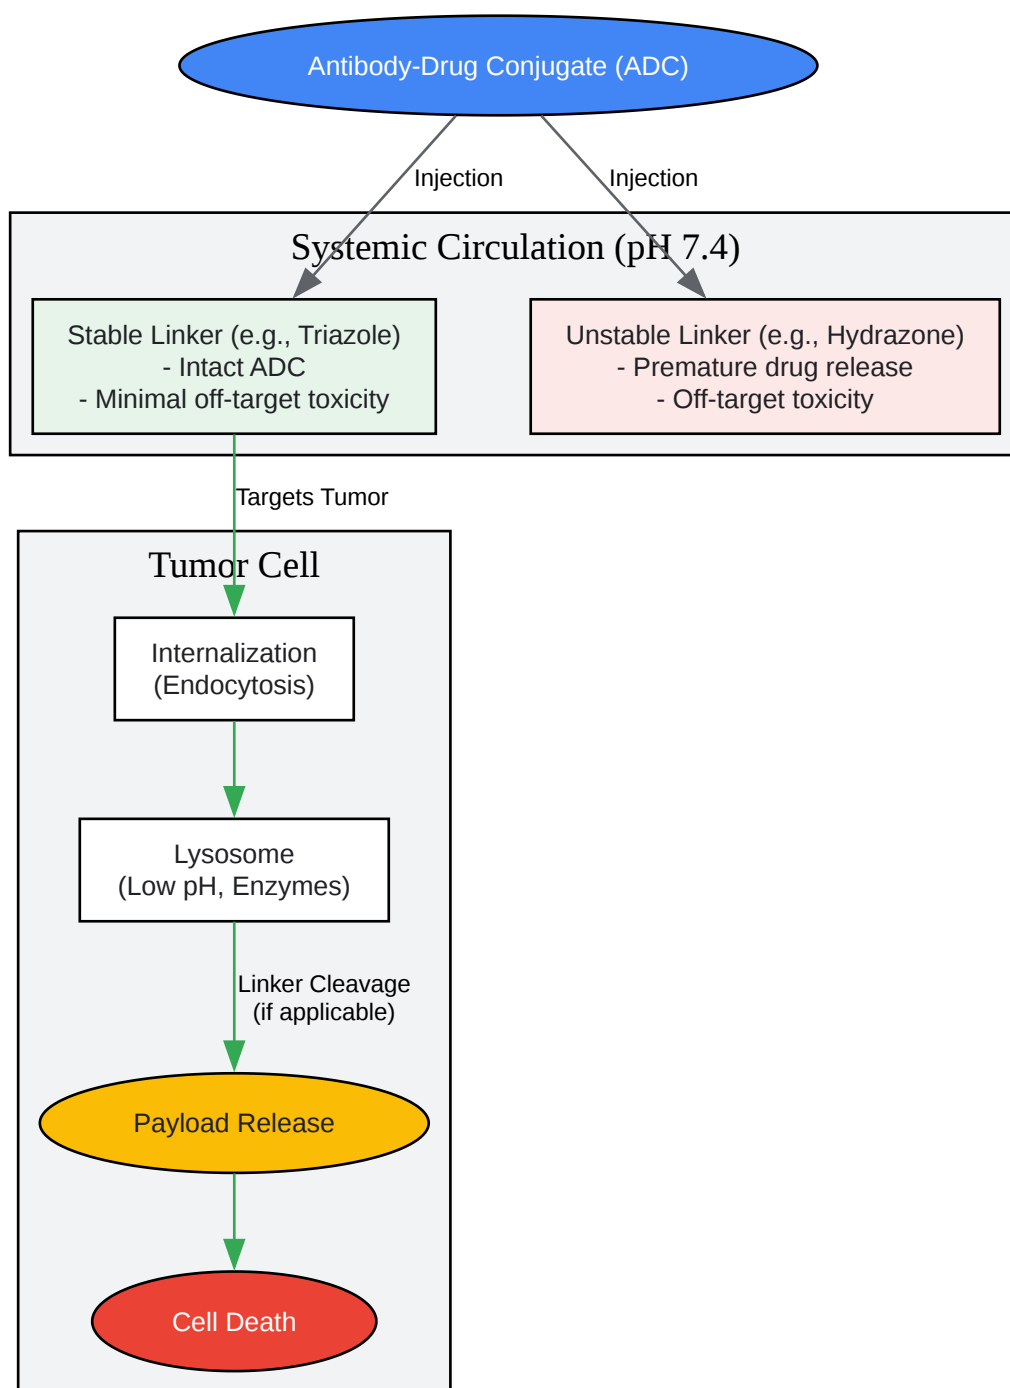 Antibody-Drug Conjugate (ADC)
Injection
Injection
Systemic Circulation (pH 7.4)
Stable Linker (e.g., Triazole)
- Intact ADC
- Minimal off-target toxicity
Unstable Linker (e.g., Hydrazone)
- Premature drug release
- Off-target toxicity
Targets Tumor
Tumor Cell
Internalization
(Endocytosis)
Lysosome
(Low pH, Enzymes)
Linker Cleavage
(if applicable)
Payload Release
Cell Death